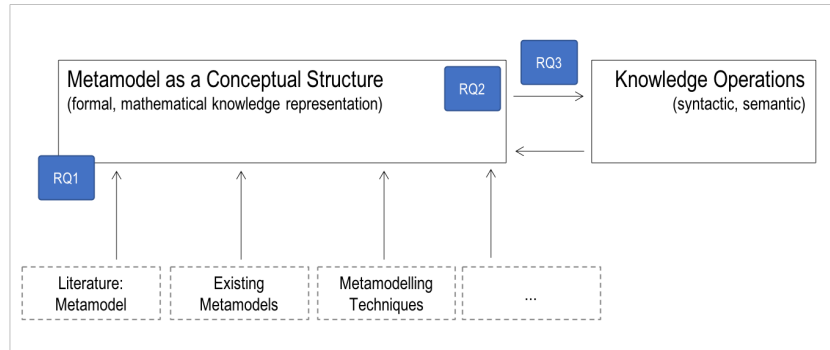 RQ3
Metamodel as a Conceptual Structure
(formal, mathematical knowledge representation)
RQ2
Knowledge Operations
(syntactic, semantic)
RQ1
Literature:
Metamodel
Existing
Metamodels
Metamodelling
Techniques
...